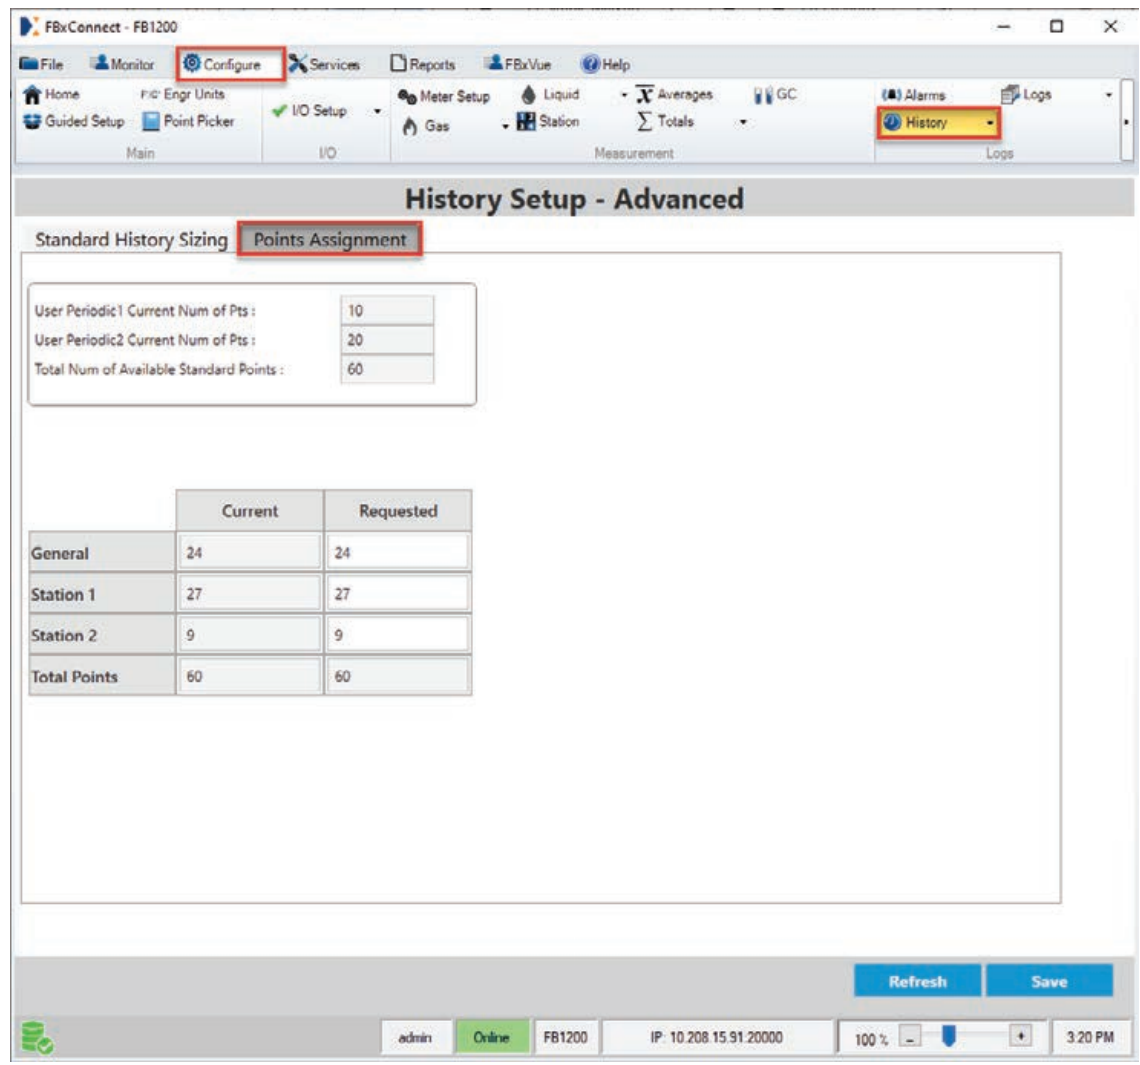 FBxConnect - FB1200
File Monitor Configure Services Reports FBxVue Help
Home Engr Units Meter Setup Liquid Averages GC Alarms Logs
Guided Setup Point Picker I/O Setup Gas Station Totals History
Main I/O Measurement Logs
History Setup - Advanced
Standard History Sizing Points Assignment
User Periodic1 Current Num of Pts : 10
User Periodic2 Current Num of Pts : 20
Total Num of Available Standard Points : 60
Current Requested
General 24 24
Station 1 27 27
Station 2 9 9
Total Points 60 60
Refresh Save
admin Online FB1200 IP: 10.208.15.91:20000 100 % - + 3:20 PM